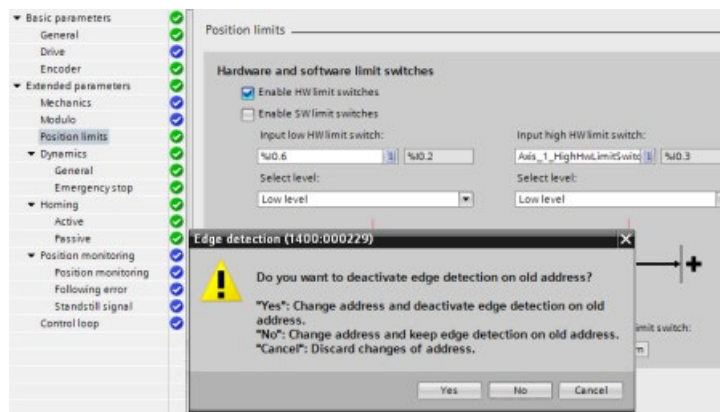 Basic parameters
General
Drive
Encoder
Extended parameters
Mechanics
Modulo
Position limits
Dynamics
General
Emergency stop
Homing
Active
Passive
Position monitoring
Position monitoring
Following error
Standstill signal
Control loop
Position limits
Hardware and software limit switches
Enable HW limit switches
Enable SW limit switches
Input low HW limit switch:
Input high HW limit switch:
%I0.6
%I0.2
Axis_1_HighHwLimitSwitc
%I0.3
Select level:
Select level:
Low level
Low level
Edge detection (1400:000229)
Do you want to deactivate edge detection on old address?
"Yes": Change address and deactivate edge detection on old
address.
"No": Change address and keep edge detection on old address.
"Cancel": Discard changes of address.
Yes
No
Cancel
imit switch: